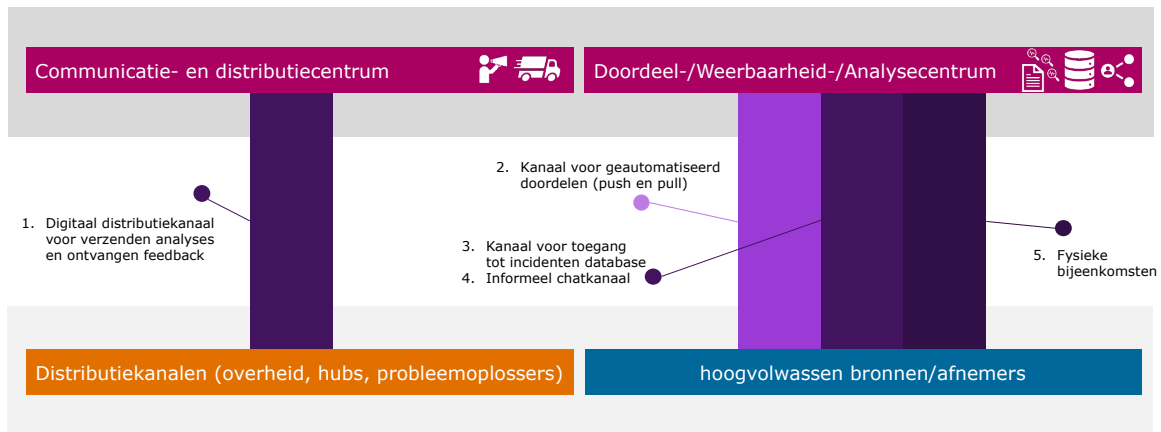 Communicatie- en distributiecentrum
Doordeel-/Weerbaarheid-/Analysecentrum
1. Digitaal distributiekanaal
voor verzenden analyses
en ontvangen feedback
2. Kanaal voor geautomatiseerd
doordelen (push en pull)
3. Kanaal voor toegang
tot incidenten database
4. Informeel chatkanaal
5. Fysieke
bijeenkomsten
Distributiekanalen (overheid, hubs, probleemoplossers)
hoogvolwassen bronnen/afnemers